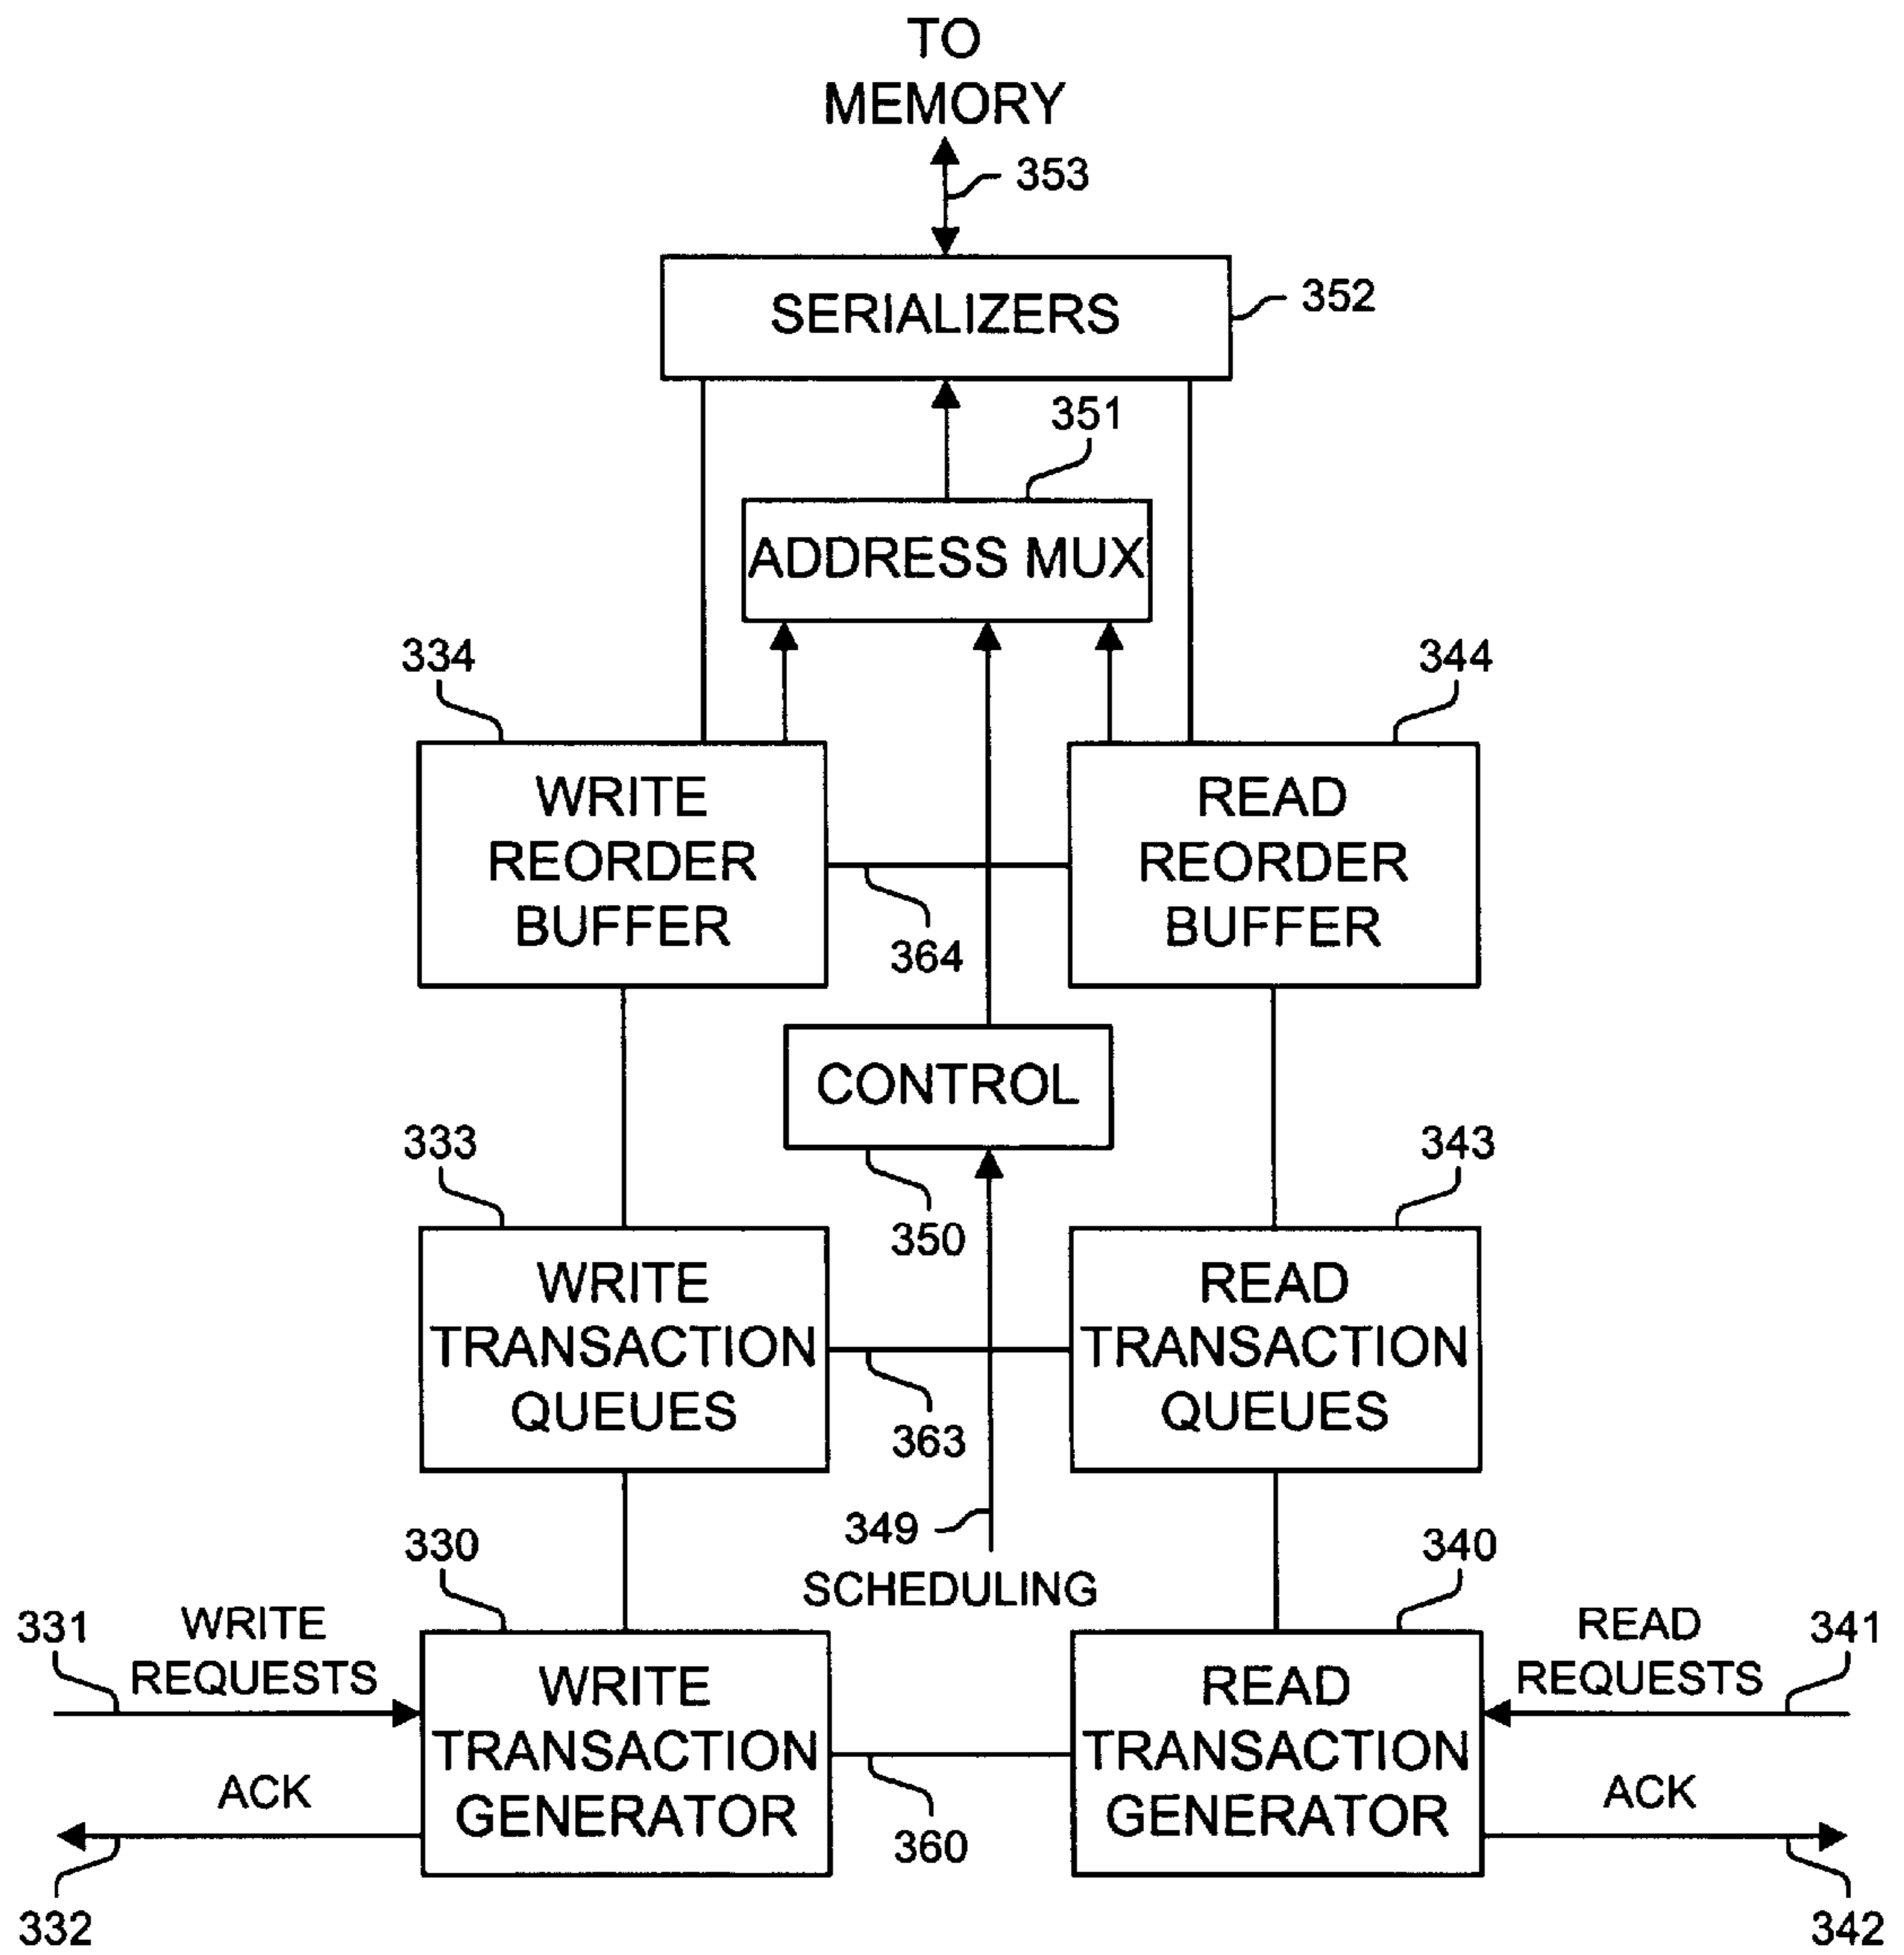 TO
MEMORY
353
SERIALIZERS
352
351
ADDRESS MUX
334
344
WRITE
REORDER
BUFFER
READ
REORDER
BUFFER
364
CONTROL
333
343
350
WRITE
TRANSACTION
QUEUES
READ
TRANSACTION
QUEUES
363
349
SCHEDULING
330
340
331
WRITE
REQUESTS
READ
REQUESTS
341
WRITE
TRANSACTION
GENERATOR
READ
TRANSACTION
GENERATOR
ACK
ACK
360
332
342